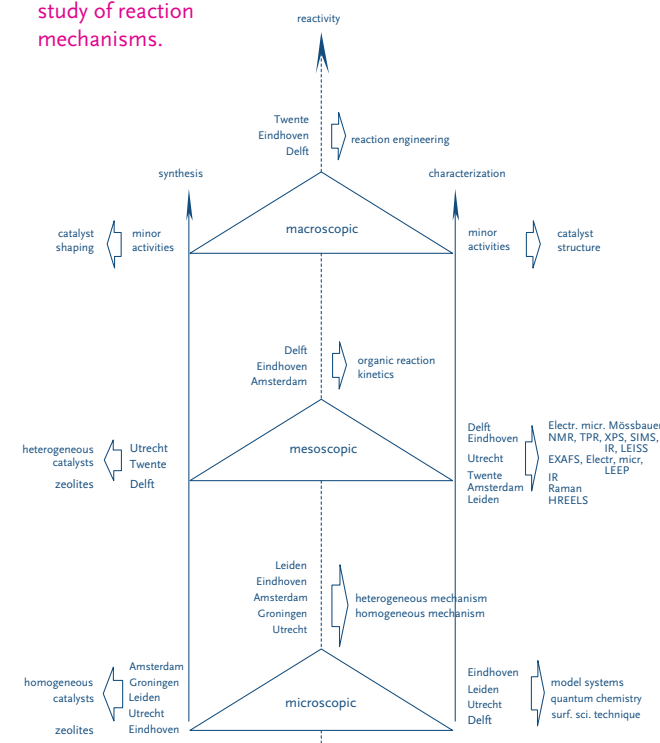 study of reaction
mechanisms.
reactivity
Twente
Eindhoven
Delft
reaction engineering
synthesis
characterization
catalyst
shaping
minor
activities
macroscopic
minor
activities
catalyst
structure
Delft
Eindhoven
Amsterdam
organic reaction
kinetics
heterogeneous
catalysts
zeolites
Utrecht
Twente
Delft
mesoscopic
Delft
Eindhoven
Utrecht
Twente
Amsterdam
Leiden
Electr. micr. Mössbauer
NMR, TPR, XPS, SIMS,
IR, LEISS
EXAFS, Electr, micr,
LEEP
IR
Raman
HREELS
Leiden
Eindhoven
Amsterdam
Groningen
Utrecht
heterogeneous mechanism
homogeneous mechanism
homogeneous
catalysts
zeolites
Amsterdam
Groningen
Leiden
Utrecht
Eindhoven
microscopic
Eindhoven
Leiden
Utrecht
Delft
model systems
quantum chemistry
surf. sci. technique